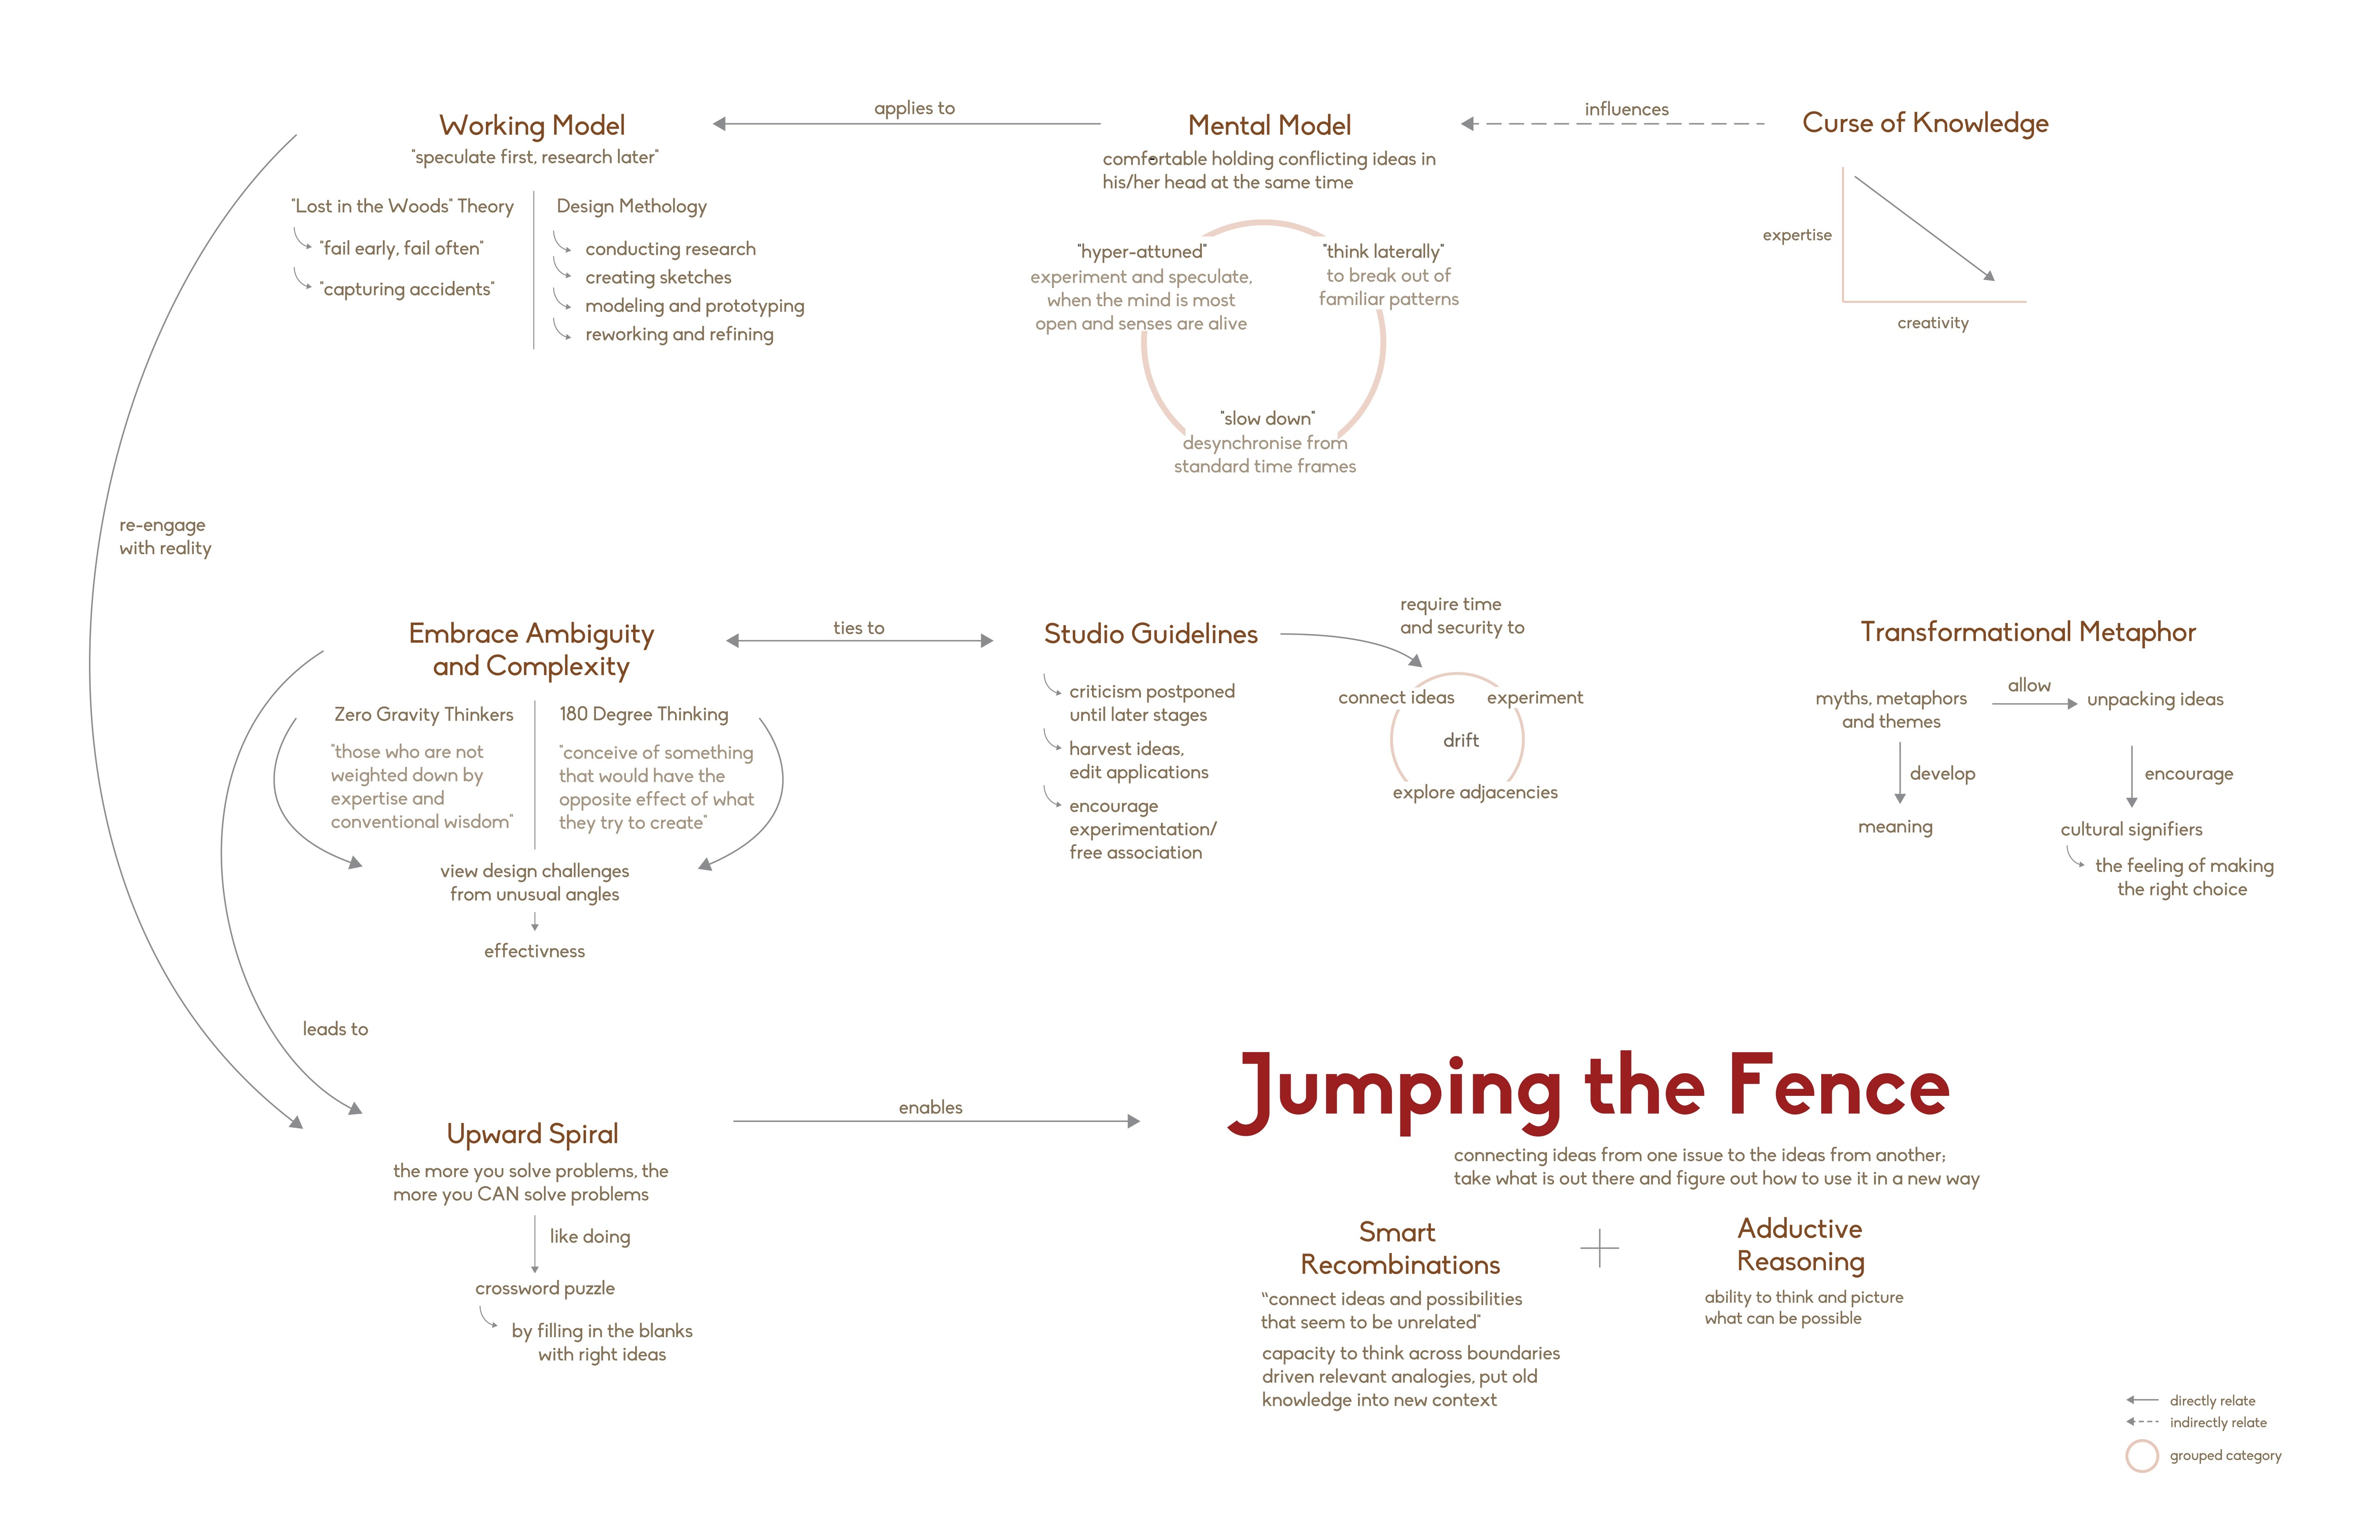 Working Model
"speculate first, research later"
"Lost in the Woods" Theory
"fail early, fail often"
"capturing accidents"
Design Methology
conducting research
creating sketches
modeling and prototyping
reworking and refining
applies to
Mental Model
comfortable holding conflicting ideas in
his/her head at the same time
"hyper-attuned"
experiment and speculate,
when the mind is most
open and senses are alive
"think laterally"
to break out of
familiar patterns
"slow down"
desynchronise from
standard time frames
influences
Curse of Knowledge
expertise
creativity
re-engage
with reality
Embrace Ambiguity
and Complexity
Zero Gravity Thinkers
"those who are not
weighted down by
expertise and
conventional wisdom"
180 Degree Thinking
"conceive of something
that would have the
opposite effect of what
they try to create"
view design challenges
from unusual angles
effectivness
leads to
ties to
Studio Guidelines
criticism postponed
until later stages
harvest ideas,
edit applications
encourage
experimentation/
free association
require time
and security to
connect ideas
experiment
drift
explore adjacencies
Transformational Metaphor
myths, metaphors
and themes
allow
unpacking ideas
develop
meaning
encourage
cultural signifiers
the feeling of making
the right choice
Upward Spiral
the more you solve problems, the
more you CAN solve problems
like doing
crossword puzzle
by filling in the blanks
with right ideas
enables
Jumping the Fence
connecting ideas from one issue to the ideas from another;
take what is out there and figure out how to use it in a new way
Smart
Recombinations
“connect ideas and possibilities
that seem to be unrelated"
capacity to think across boundaries
driven relevant analogies, put old
knowledge into new context
Adductive
Reasoning
ability to think and picture
what can be possible
directly relate
indirectly relate
grouped category